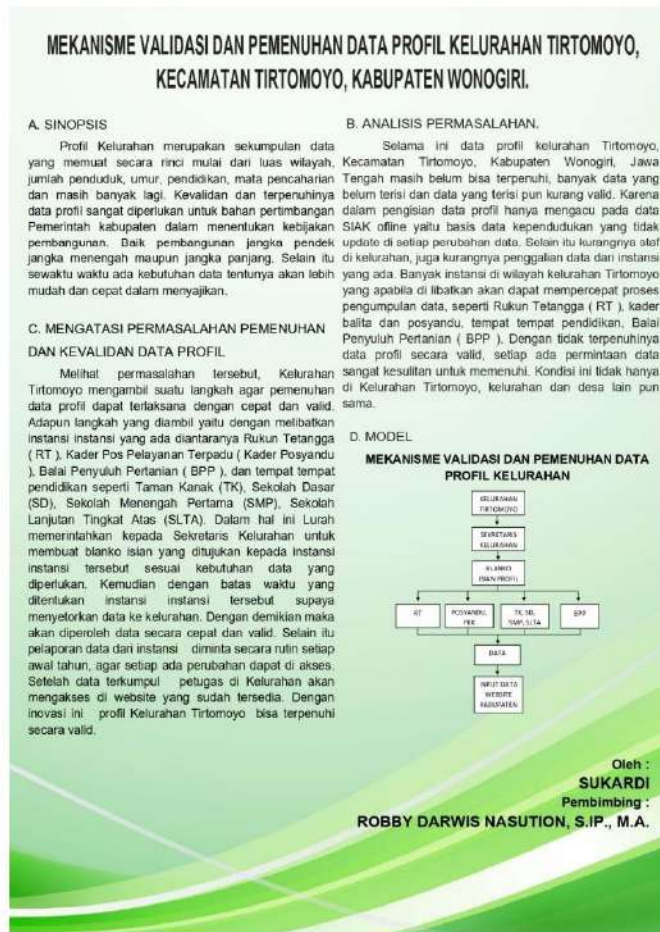 MEKANISME VALIDASI DAN PEMENUHAN DATA PROFIL KELURAHAN TIRTOMOYO,
KECAMATAN TIRTOMOYO, KABUPATEN WONOGIRI.
A. SINOPSIS
Profil Kelurahan merupakan sekumpulan data
yang memuat secara rinci mulai dari luas wilayah,
jumlah penduduk, umur, pendidikan, mata pencaharian
dan masih banyak lagi. Kevalidan dan terpenuhinya
data profil sangat diperlukan untuk bahan pertimbangan
Pemerintah kabupaten dalam menentukan kebijakan
pembangunan. Baik pembangunan jangka pendek
jangka menengah maupun jangka panjang. Selain itu
sewaktu waktu ada kebutuhan data tentunya akan lebih
mudah dan cepat dalam menyajikan.
C. MENGATASI PERMASALAHAN PEMENUHAN
DAN KEVALIDAN DATA PROFIL
Melihat permasalahan tersebut, Kelurahan
Tirtomoyo mengambil suatu langkah agar pemenuhan
data profil dapat terlaksana dengan cepat dan valid.
Adapun langkah yang diambil yaitu dengan melibatkan
instansi instansi yang ada diantaranya Rukun Tetangga
( RT ), Kader Pos Pelayanan Terpadu ( Kader Posyandu
), Balai Penyuluh Pertanian ( BPP ), dan tempat tempat
pendidikan seperti Taman Kanak (TK), Sekolah Dasar
(SD), Sekolah Menengah Pertama (SMP), Sekolah
Lanjutan Tingkat Atas (SLTA). Dalam hal ini Lurah
memerintahkan kepada Sekretaris Kelurahan untuk
membuat blanko isian yang ditujukan kepada instansi
instansi tersebut sesuai kebutuhan data yang
diperlukan. Kemudian dengan batas waktu yang
ditentukan instansi instansi tersebut supaya
menyetorkan data ke kelurahan. Dengan demikian maka
akan diperoleh data secara cepat dan valid. Selain itu
pelaporan data dari instansi diminta secara rutin setiap
awal tahun, agar setiap ada perubahan dapat di akses.
Setelah data terkumpul petugas di Kelurahan akan
mengakses di website yang sudah tersedia. Dengan
inovasi ini profil Kelurahan Tirtomoyo bisa terpenuhi
secara valid.
B. ANALISIS PERMASALAHAN.
Selama ini data profil kelurahan Tirtomoyo,
Kecamatan Tirtomoyo, Kabupaten Wonogiri, Jawa
Tengah masih belum bisa terpenuhi, banyak data yang
belum terisi dan data yang terisi pun kurang valid. Karena
dalam pengisian data profil hanya mengacu pada data
SIAK ofline yaitu basis data kependudukan yang tidak
update di setiap perubahan data. Selain itu kurangnya staf
di kelurahan, juga kurangnya penggalian data dari instansi
yang ada. Banyak instansi di wilayah kelurahan Tirtomoyo
yang apabila di libatkan akan dapat mempercepat proses
pengumpulan data, seperti Rukun Tetangga ( RT ), kader
balita dan posyandu, tempat tempat pendidikan, Balai
Penyuluh Pertanian ( BPP ). Dengan tidak terpenuhinya
data profil secara valid, setiap ada permintaan data
sangat kesulitan untuk memenuhi. Kondisi ini tidak hanya
di Kelurahan Tirtomoyo, kelurahan dan desa lain pun
sama.
D. MODEL
MEKANISME VALIDASI DAN PEMENUHAN DATA
PROFIL KELURAHAN
KELURAHAN
TIRTOMOYO
SEKRETARIS
KELURAHAN
BLANKO
ISIAN PROFIL
RT
POSYANDU,
PKK
TK, SD,
SMP, SLTA
BPP
DATA
INPUT DATA
WEBSITE
KABUPATEN
Oleh :
SUKARDI
Pembimbing :
ROBBY DARWIS NASUTION, S.IP., M.A.